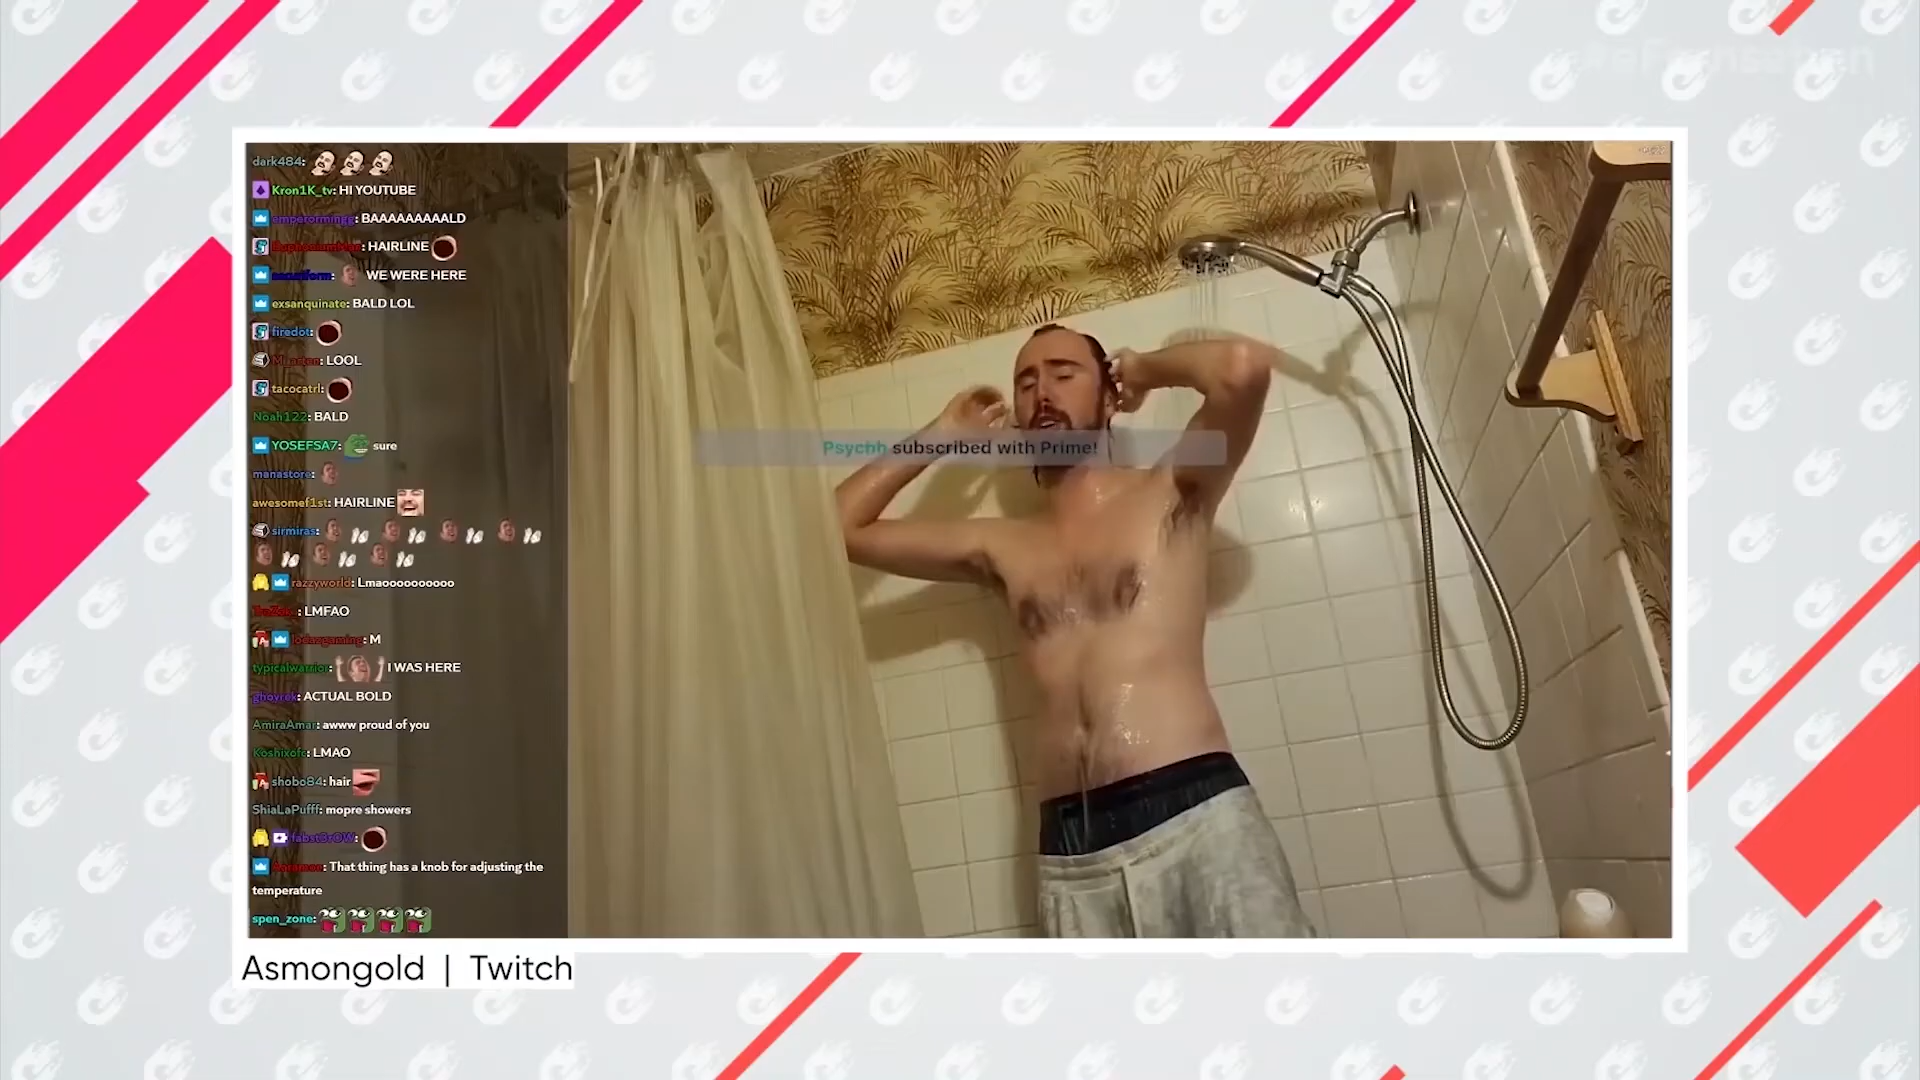 dark484:
Kron1K_tv: HI YOUTUBE
emperormingg: BAAAAAAAAALD
: HAIRLINE
: WE WERE HERE
exsanquinate: BALD LOL
firedot:
: LOOL
tacocatrl:
Noah122: BALD
YOSEFSA7: sure
manastore:
awesomef1st: HAIRLINE
sirmiras:
razzyworld: Lmaoooooooooo
: LMFAO
: M
typicalwarrior: I WAS HERE
ghovrek: ACTUAL BOLD
AmiraAmar: awww proud of you
Koshixofc: LMAO
shobo84: hair
ShiaLaPufff: mopre showers
: That thing has a knob for adjusting the
temperature
spen_zone:
Psychh subscribed with Prime!
Asmongold | Twitch